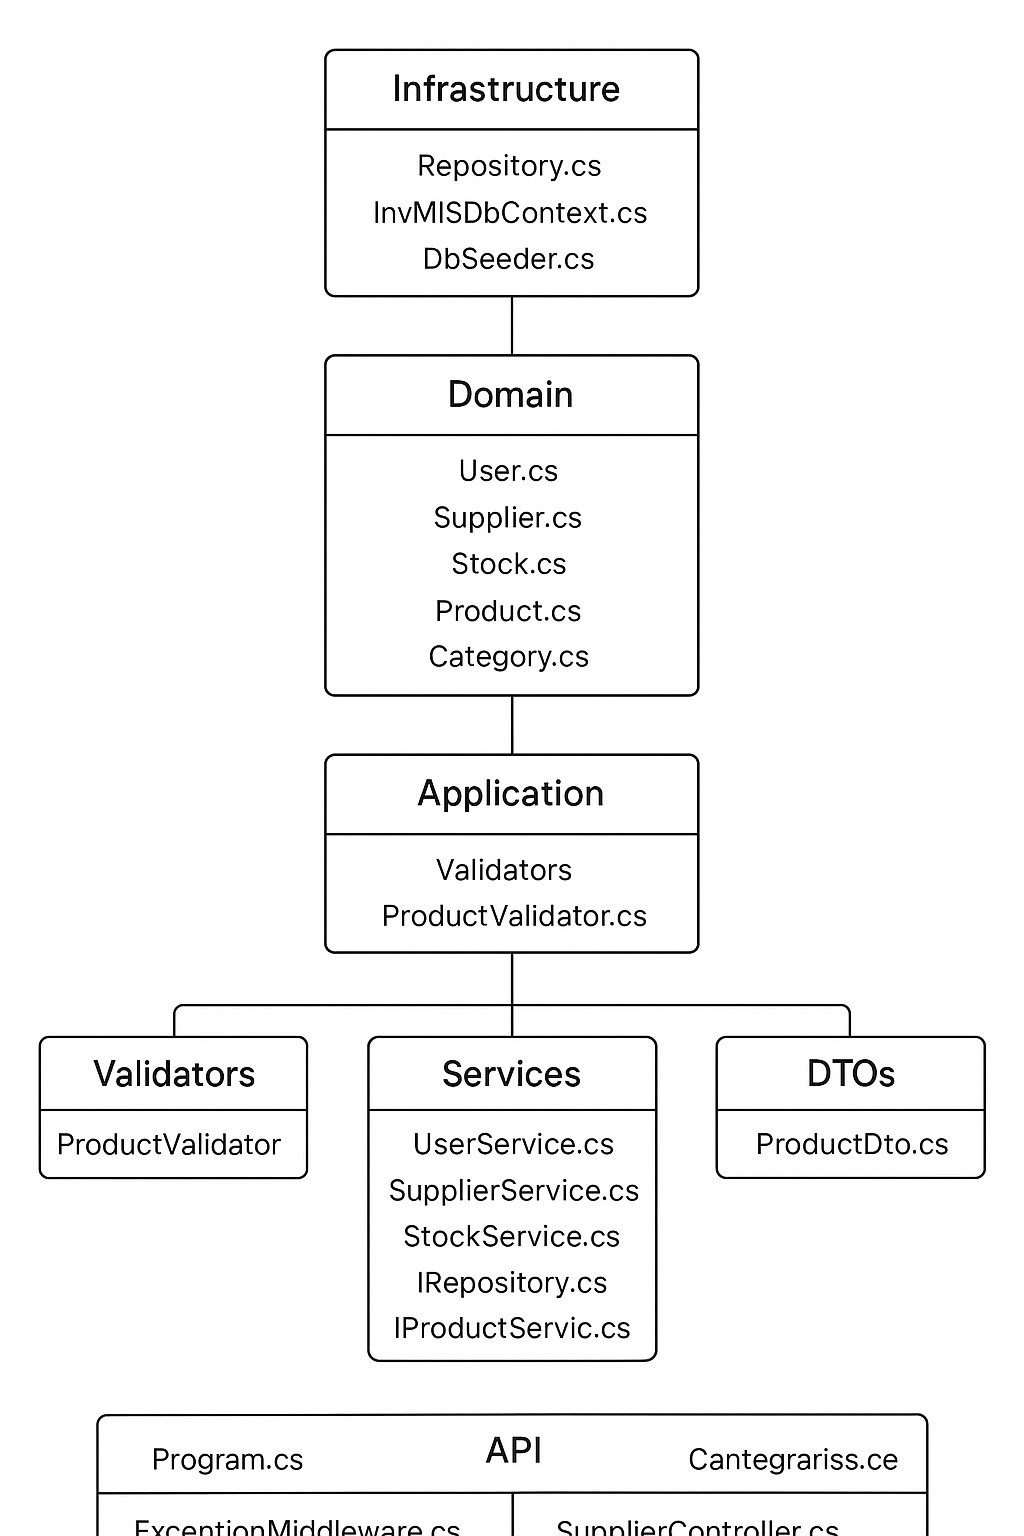 Infrastructure
Repository.cs
InvMISDbContext.cs
DbSeeder.cs
Domain
User.cs
Supplier.cs
Stock.cs
Product.cs
Category.cs
Application
Validators
ProductValidator.cs
Validators
ProductValidator
Services
UserService.cs
SupplierService.cs
StockService.cs
IRepository.cs
IProductServic.cs
DTOs
ProductDto.cs
API
Program.cs
Cantegrariss.ce
ExcentionMiddleware.cs
SupplierController.cs